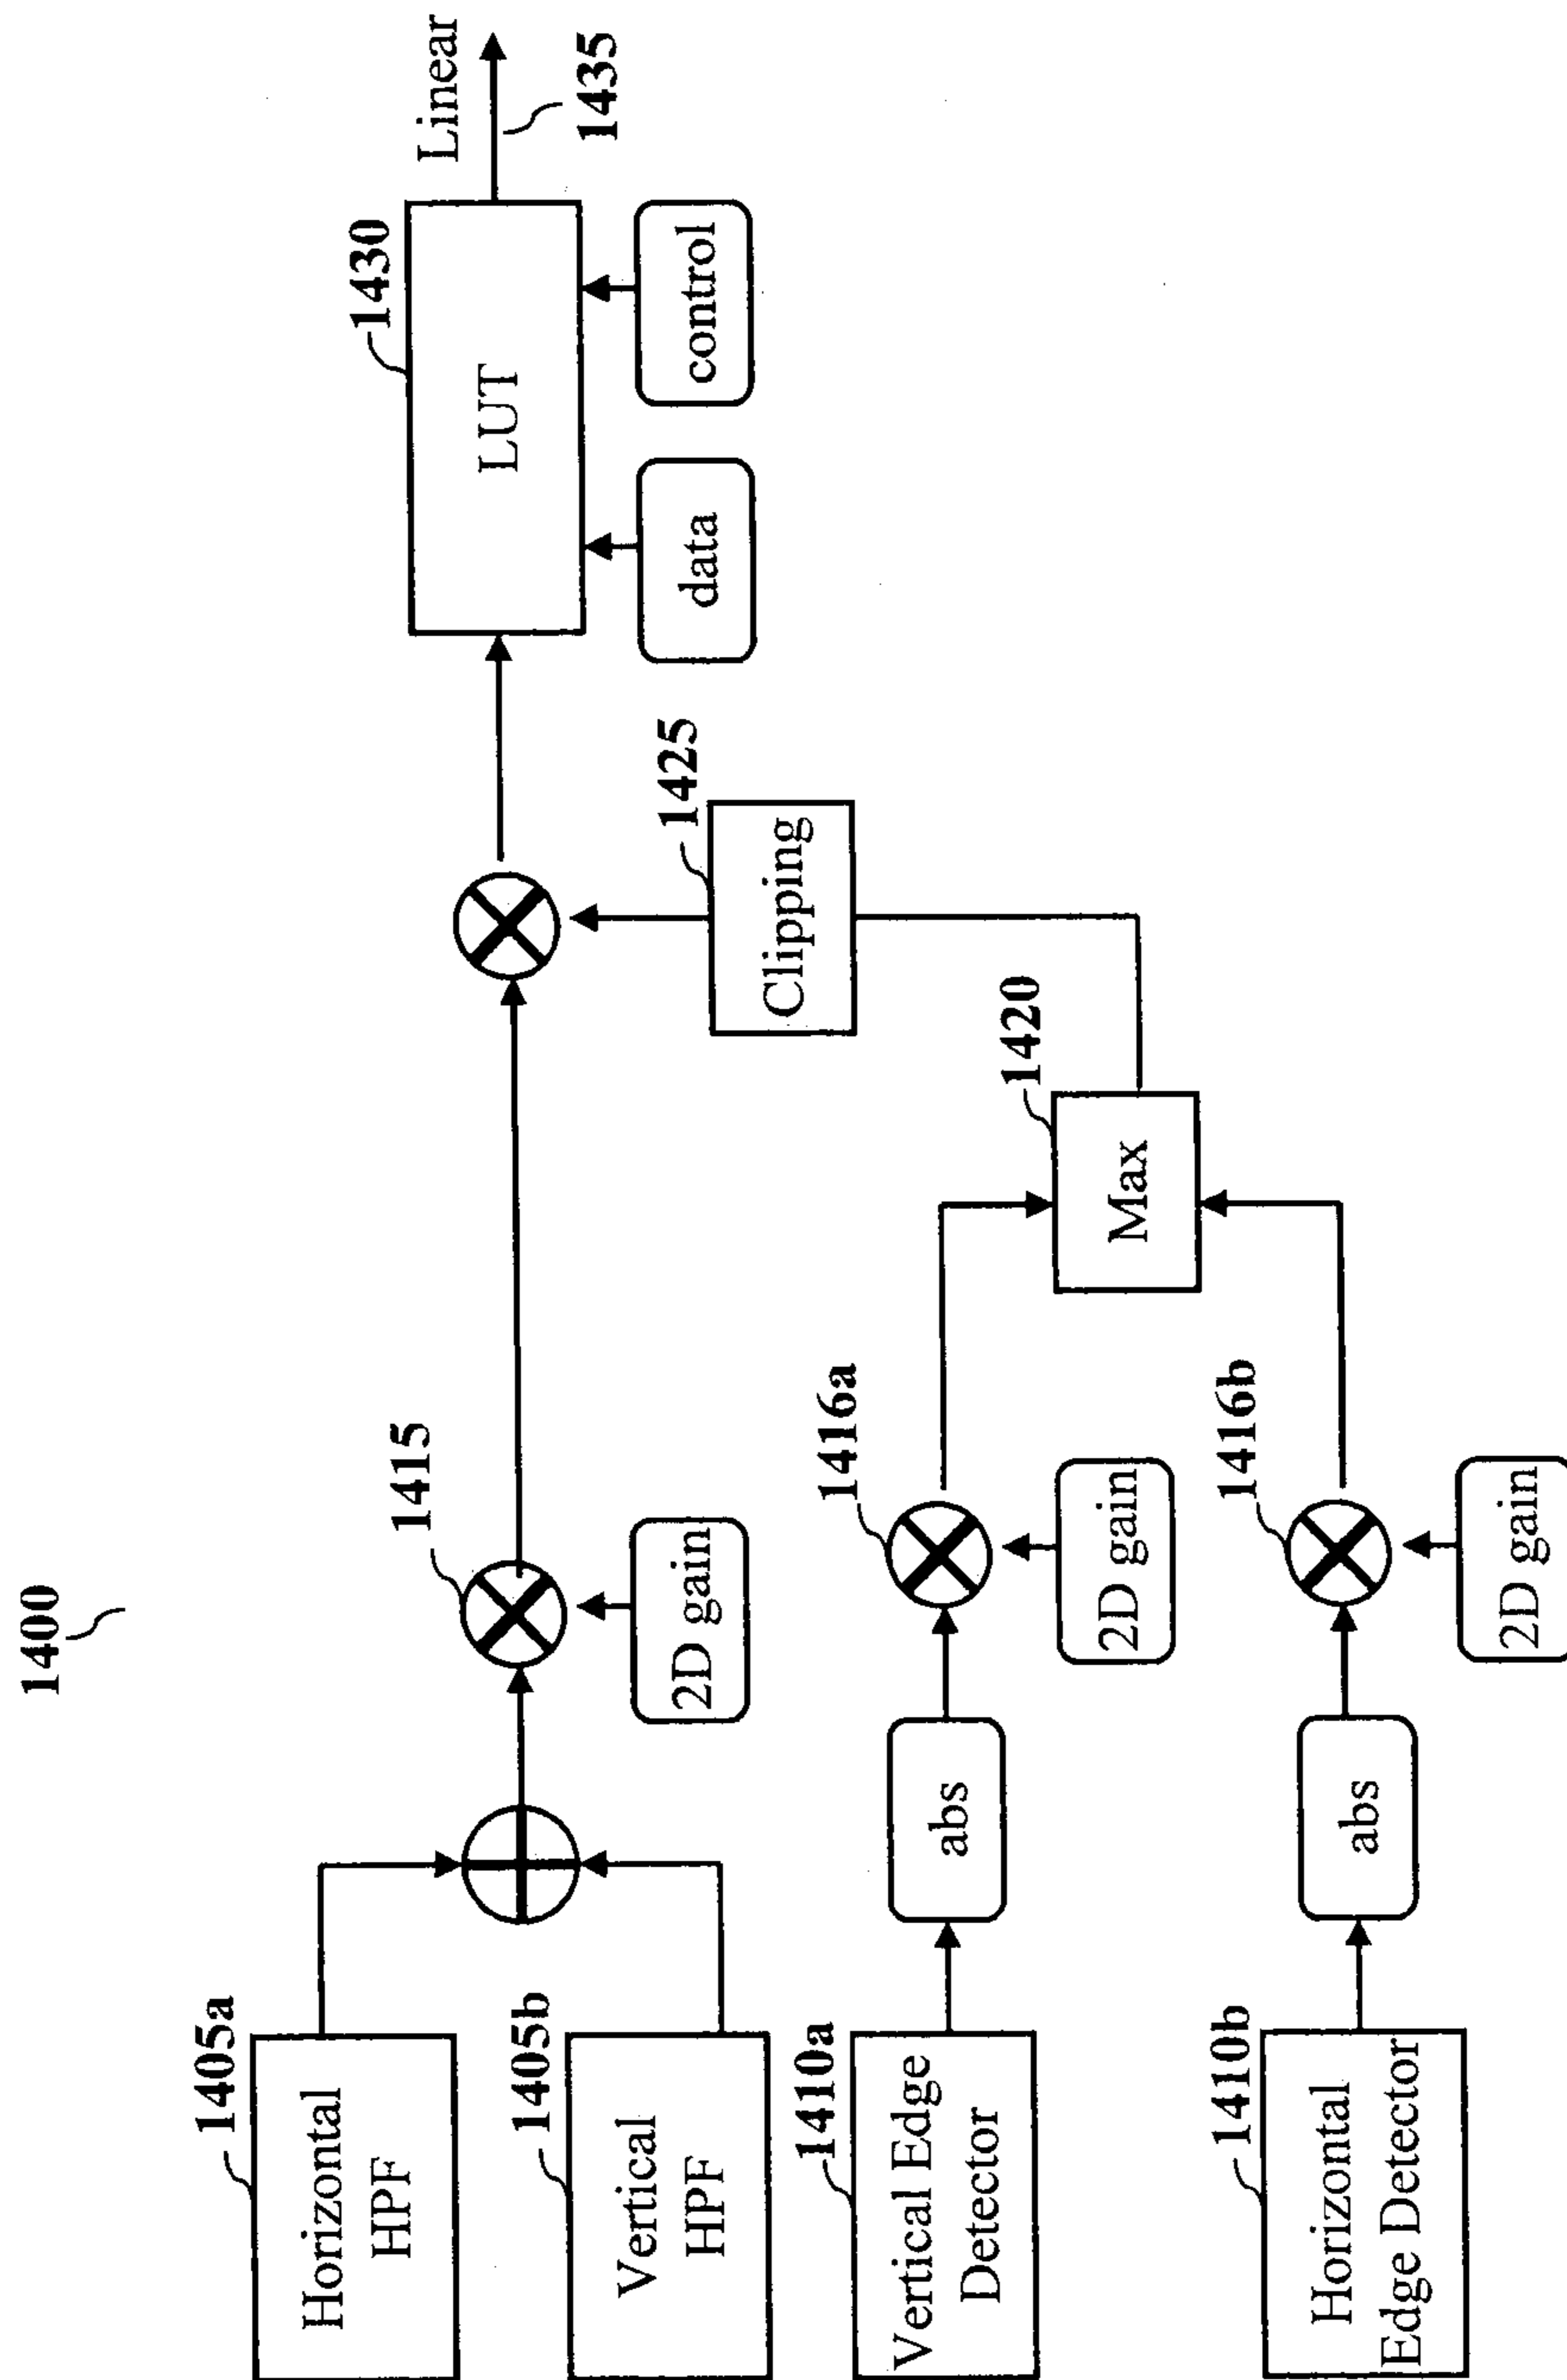 1400
1405a
Horizontal
HPF
1405b
Vertical
HPF
1415
2D gain
1410a
Vertical Edge
Detector
abs
1416a
2D gain
1410b
Horizontal
Edge Detector
abs
1416b
2D gain
1420
Max
1425
Clipping
1430
LUT
data
control
Linear
1435